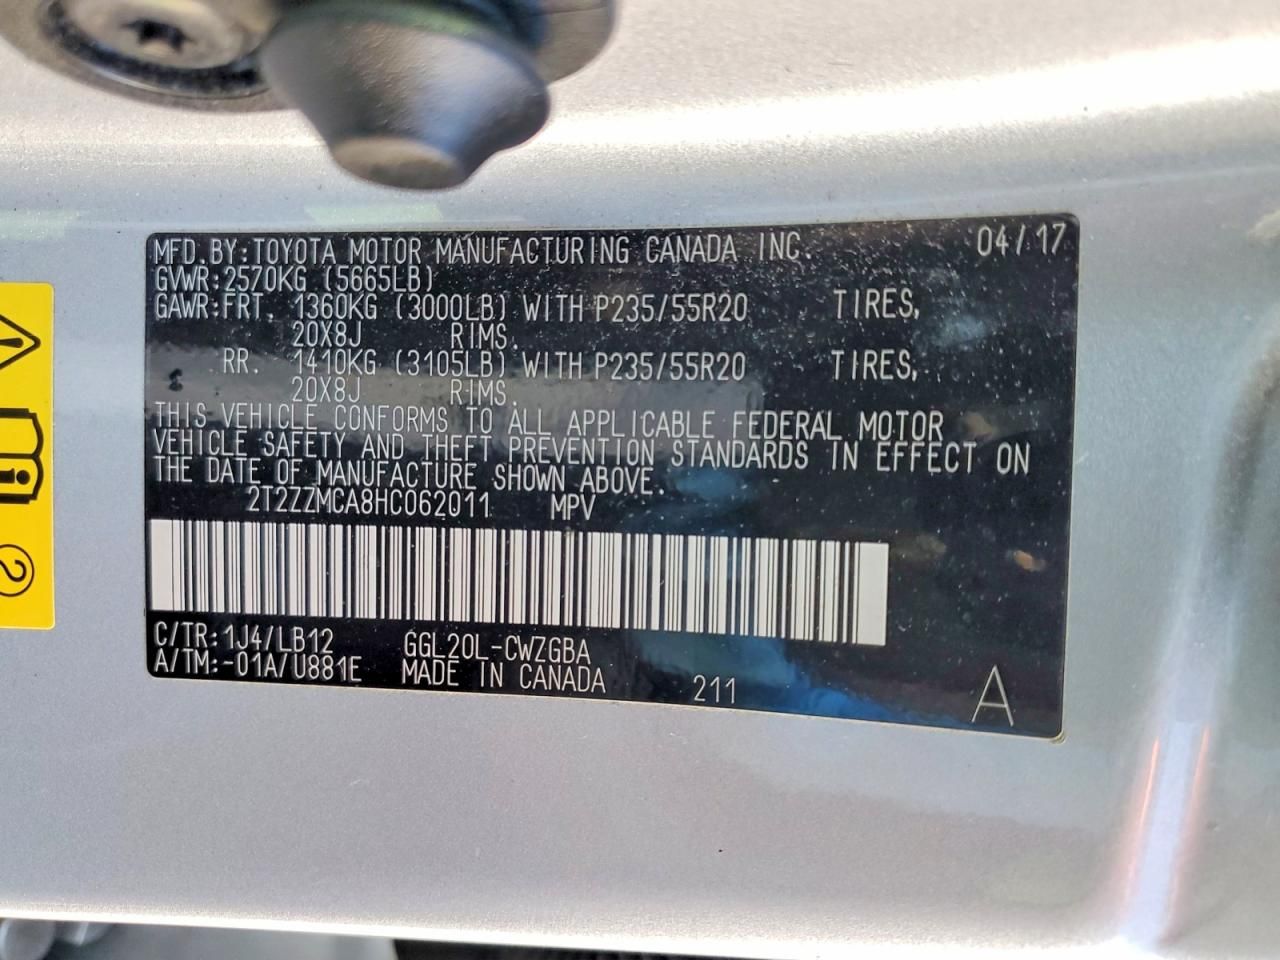 MFD.BY:TOYOTA MOTOR MANUFACTURING CANADA INC. 04/17
GVWR:2570KG (5665LB)
GAWR:FRT. 1360KG (3000LB) WITH P235/55R20 TIRES,
20X8J RIMS.
RR. 1410KG (3105LB) WITH P235/55R20 TIRES,
20X8J RIMS.
THIS VEHICLE CONFORMS TO ALL APPLICABLE FEDERAL MOTOR
VEHICLE SAFETY AND THEFT PREVENTION STANDARDS IN EFFECT ON
THE DATE OF MANUFACTURE SHOWN ABOVE.
2T2ZZMCA8HC062011 MPV
C/TR:1J4/LB12 GGL20L-CWZGBA
A/TM:-01A/U881E MADE IN CANADA 211 A
2